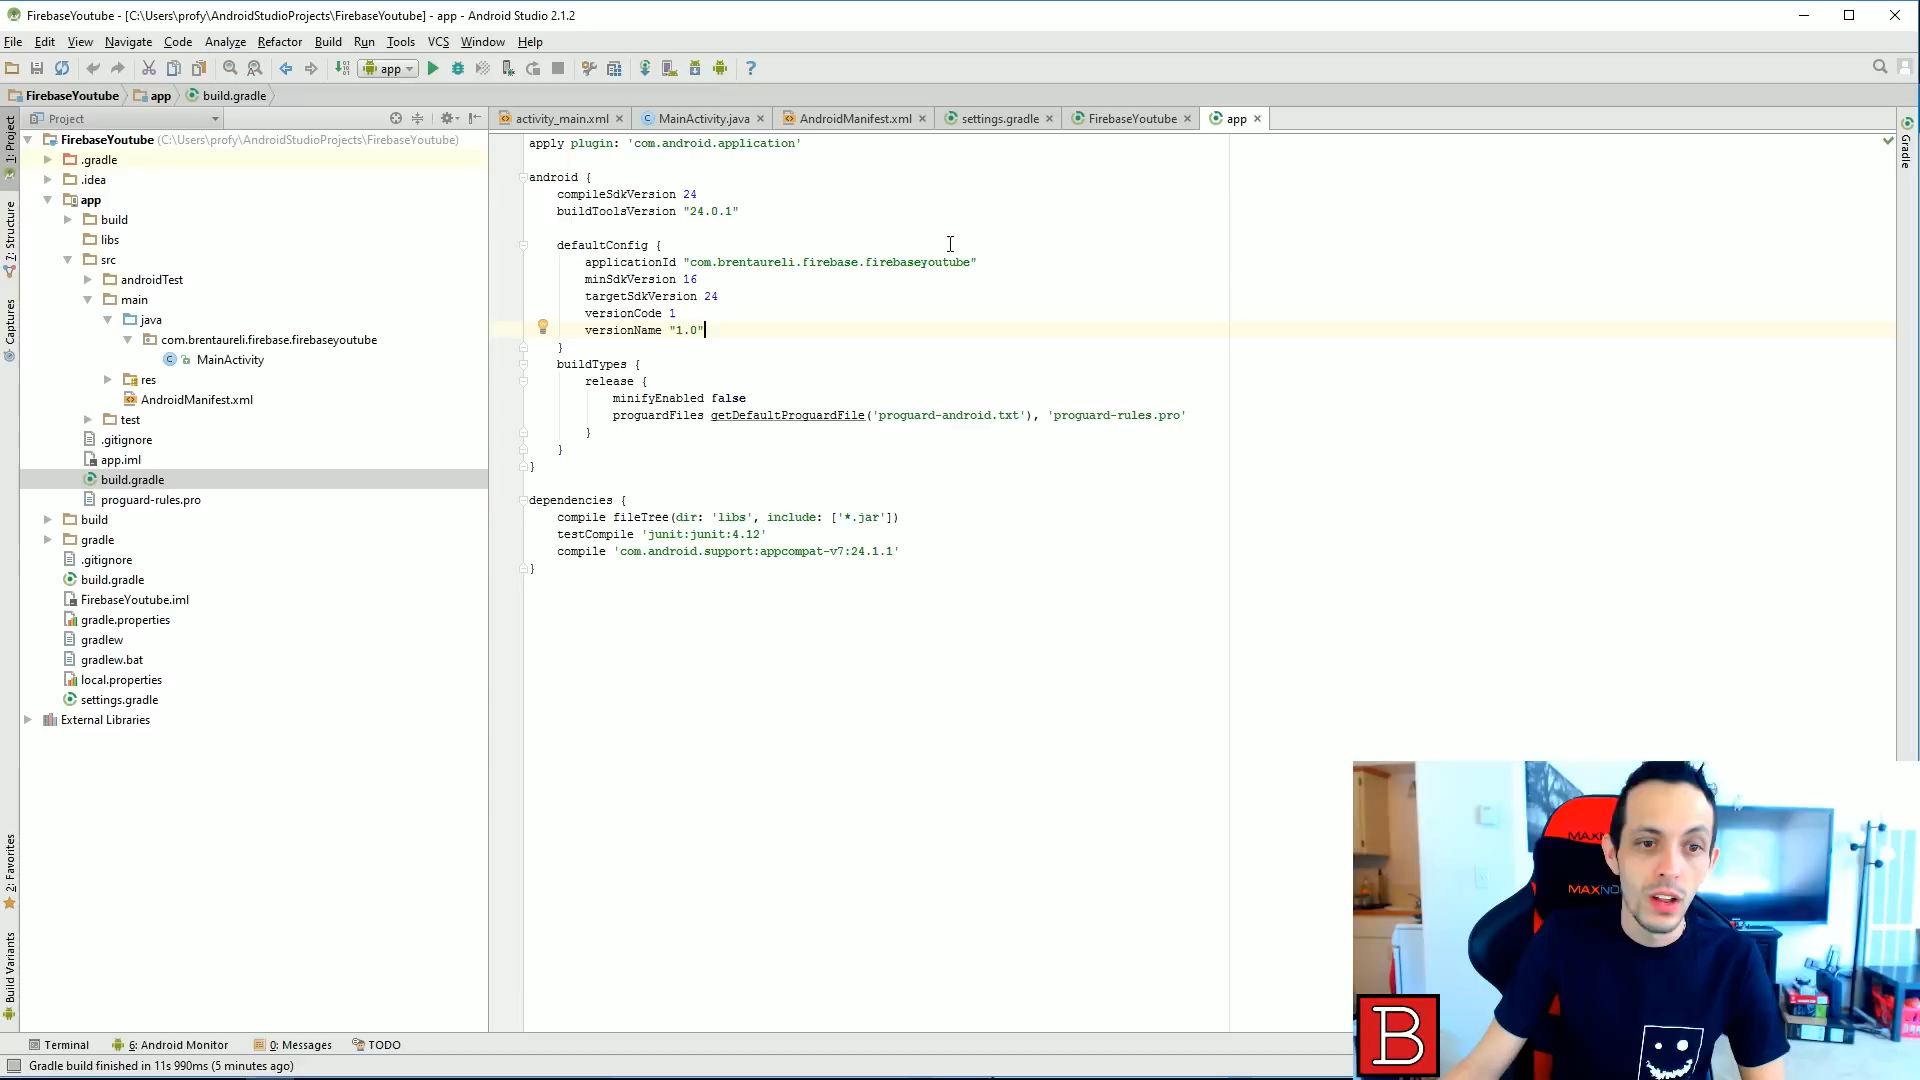 FirebaseYoutube - [C:\Users\profy\AndroidStudioProjects\FirebaseYoutube] - app - Android Studio 2.1.2
File Edit View Navigate Code Analyze Refactor Build Run Tools VCS Window Help
app
FirebaseYoutube app build.gradle
Project
activity_main.xml MainActivity.java AndroidManifest.xml settings.gradle FirebaseYoutube app
1: Project
7: Structure
Captures
2: Favorites
Build Variants
Gradle
FirebaseYoutube (C:\Users\profy\AndroidStudioProjects\FirebaseYoutube)
.gradle
.idea
app
build
libs
src
androidTest
main
java
com.brentaureli.firebase.firebaseyoutube
MainActivity
res
AndroidManifest.xml
test
.gitignore
app.iml
build.gradle
proguard-rules.pro
build
gradle
.gitignore
build.gradle
FirebaseYoutube.iml
gradle.properties
gradlew
gradlew.bat
local.properties
settings.gradle
External Libraries
apply plugin: 'com.android.application'
android {
compileSdkVersion 24
buildToolsVersion "24.0.1"
defaultConfig {
applicationId "com.brentaureli.firebase.firebaseyoutube"
minSdkVersion 16
targetSdkVersion 24
versionCode 1
versionName "1.0"
}
buildTypes {
release {
minifyEnabled false
proguardFiles getDefaultProguardFile('proguard-android.txt'), 'proguard-rules.pro'
}
}
}
dependencies {
compile fileTree(dir: 'libs', include: ['*.jar'])
testCompile 'junit:junit:4.12'
compile 'com.android.support:appcompat-v7:24.1.1'
}
B
Terminal 6: Android Monitor 0: Messages TODO
Gradle build finished in 11s 990ms (5 minutes ago)